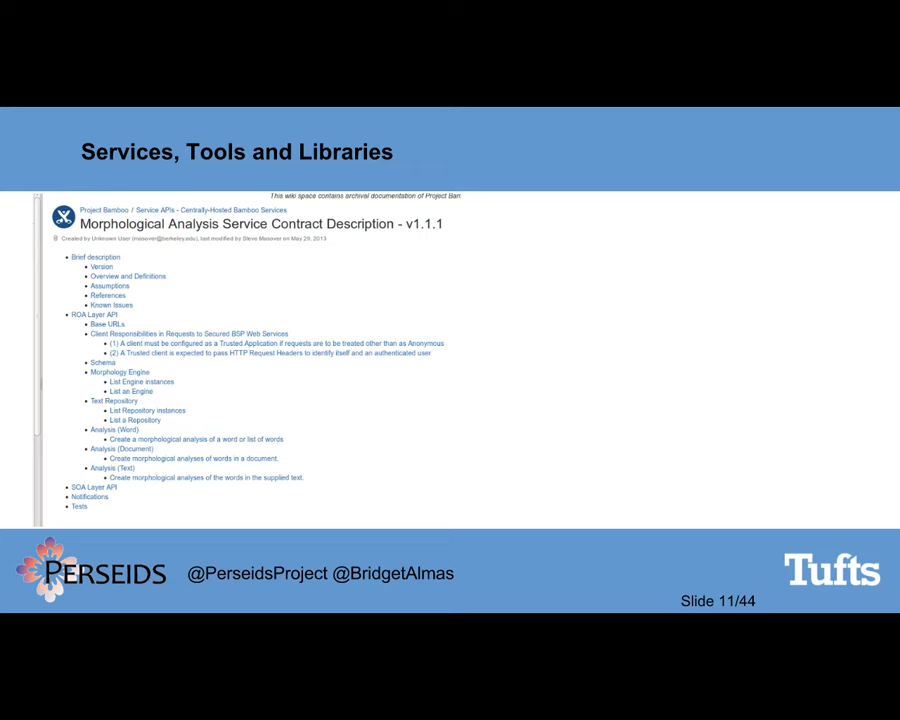 Services, Tools and Libraries
This wiki space contains archival documentation of Project Bam
Project Bamboo / Service APIs - Centrally-Hosted Bamboo Services
Morphological Analysis Service Contract Description - v1.1.1
Created by Unknown User (masover@berkeley.edu), last modified by Steve Masover on May 29, 2013
• Brief description
• Version
• Overview and Definitions
• Assumptions
• References
• Known Issues
• ROA Layer API
• Base URLs
• Client Responsibilities in Requests to Secured BSP Web Services
• (1) A client must be configured as a Trusted Application if requests are to be treated other than as Anonymous
• (2) A Trusted client is expected to pass HTTP Request Headers to identify itself and an authenticated user
• Schema
• Morphology Engine
• List Engine instances
• List an Engine
• Text Repository
• List Repository instances
• List a Repository
• Analysis (Word)
• Create a morphological analysis of a word or list of words
• Analysis (Document)
• Create morphological analyses of words in a document.
• Analysis (Text)
• Create morphological analyses of the words in the supplied text.
• SOA Layer API
• Notifications
• Tests
PERSEIDS
@PerseidsProject @BridgetAlmas
Tufts
Slide 11/44